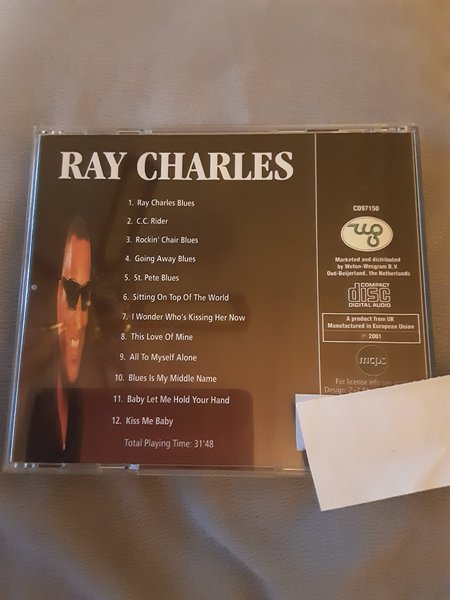 RAY CHARLES
1. Ray Charles Blues
2. C.C. Rider
3. Rockin' Chair Blues
4. Going Away Blues
5. St. Pete Blues
6. Sitting On Top Of The World
7. I Wonder Who's Kissing Her Now
8. This Love Of Mine
9. All To Myself Alone
10. Blues Is My Middle Name
11. Baby Let Me Hold Your Hand
12. Kiss Me Baby
Total Playing Time: 31'48
CD97150
Marketed and distributed
by Weton-Wesgram B.V.
Oud-Beijerland, the Netherlands
COMPACT
disc
DIGITAL AUDIO
A product from UK
Manufactured in European Union
℗ 2001
mcps
For license info
Design: